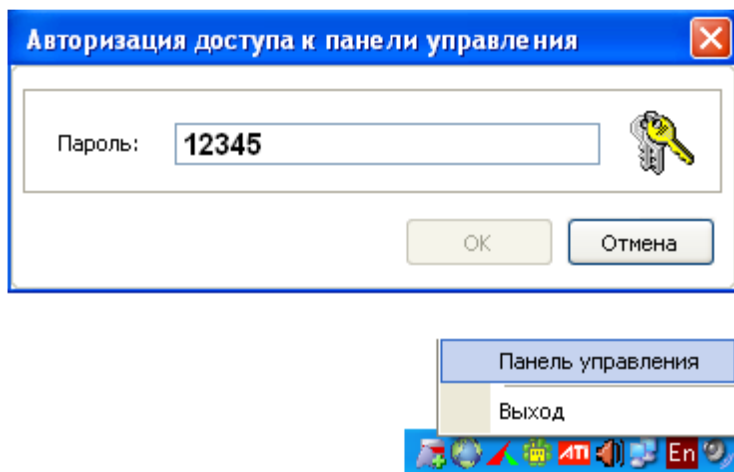 Авторизация доступа к панели управления
Пароль: 12345
OK Отмена
Панель управления
Выход
ATI En